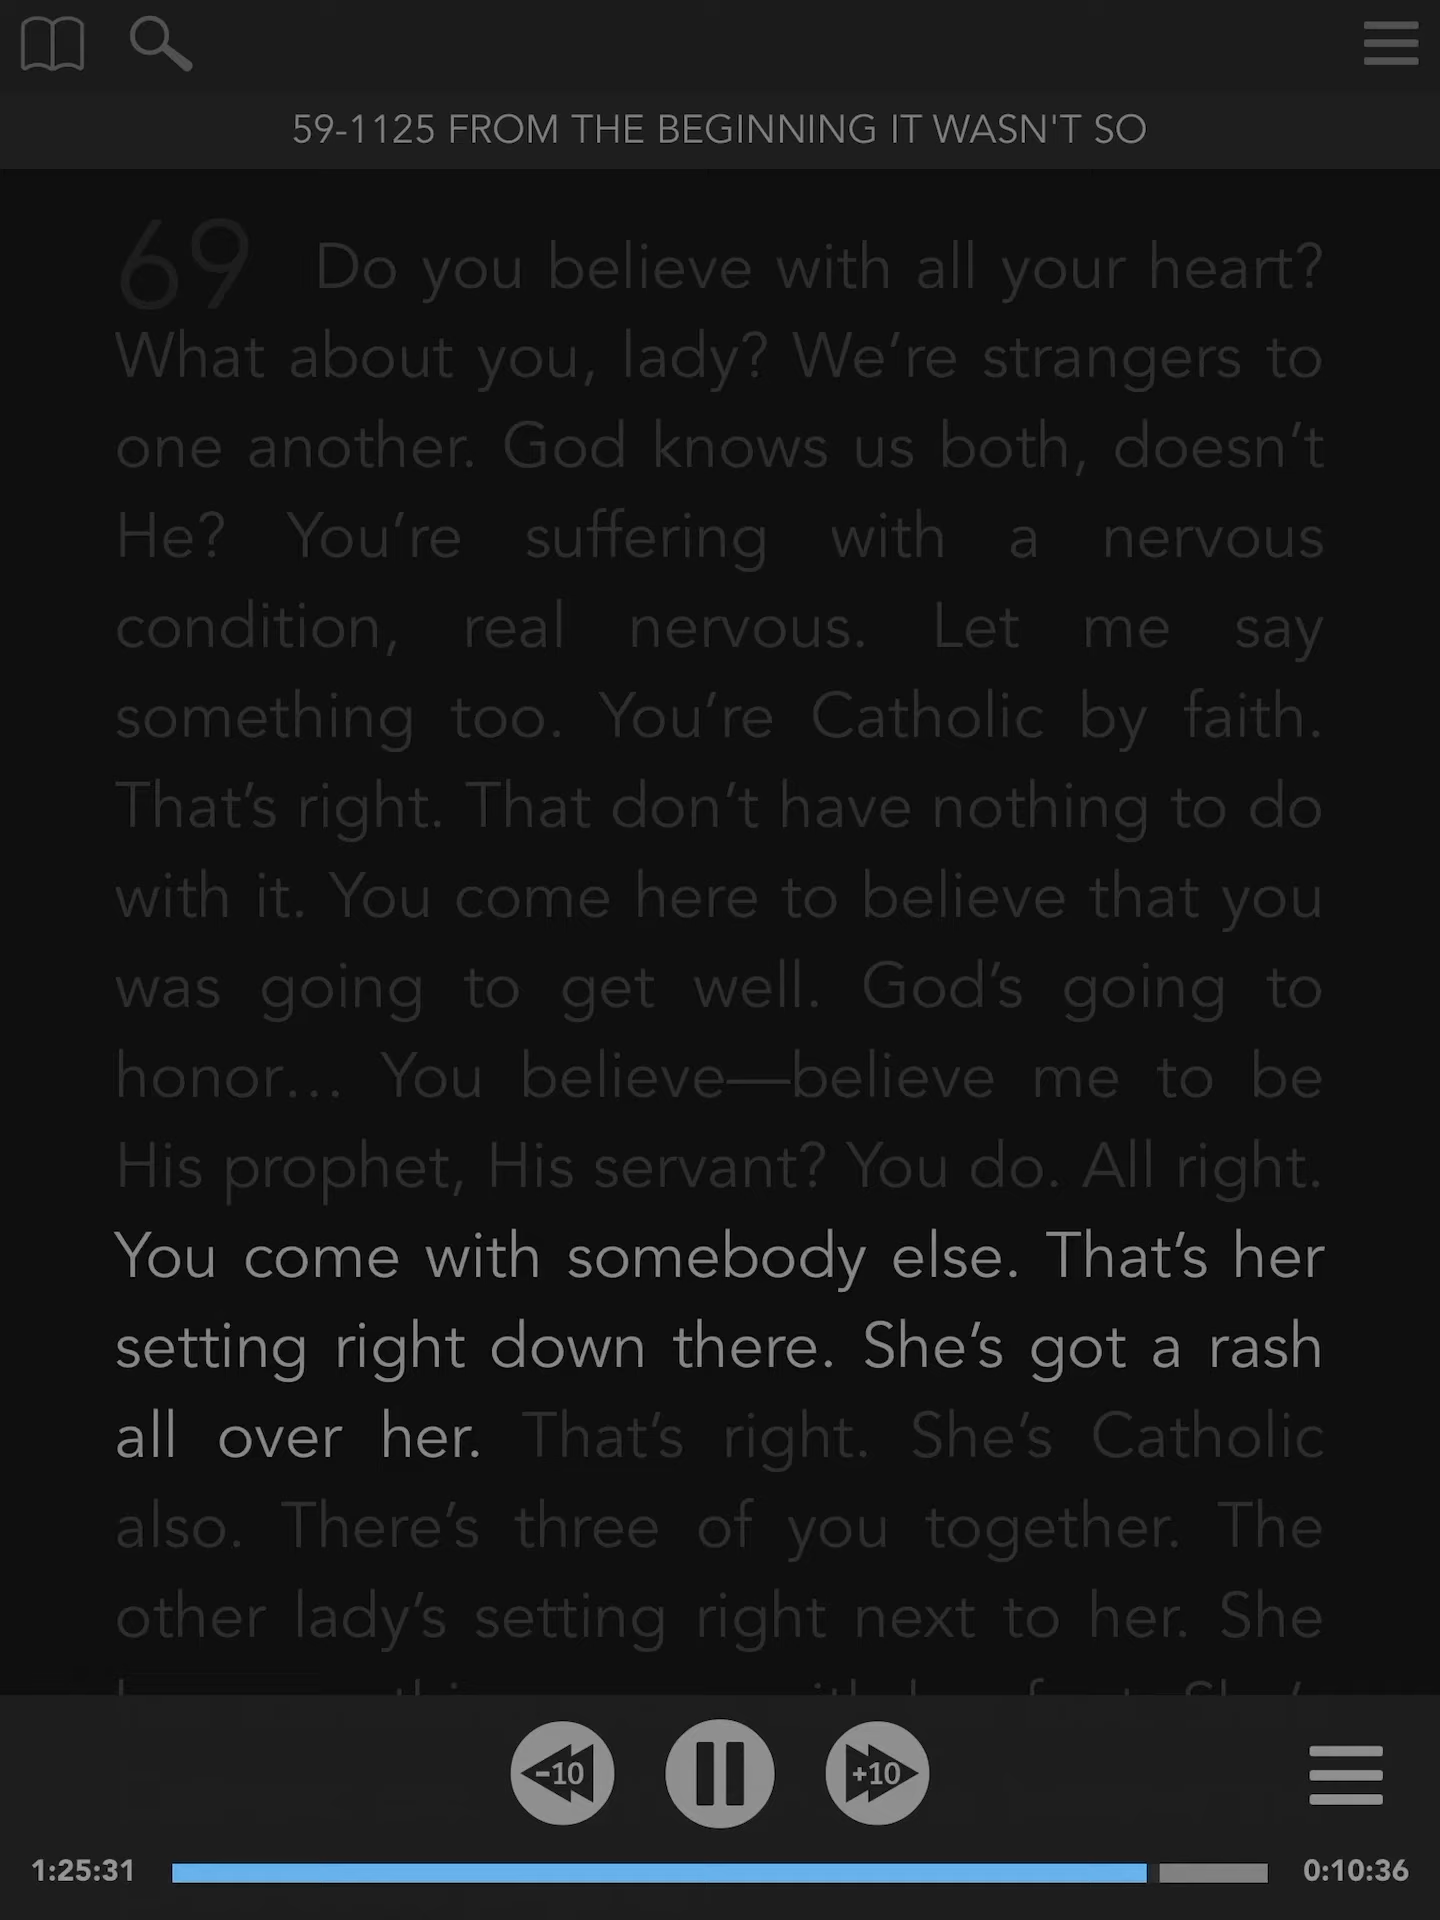 59-1125 FROM THE BEGINNING IT WASN'T SO
69 Do you believe with all your heart?
What about you, lady? We’re strangers to
one another. God knows us both, doesn’t
He? You’re suffering with a nervous
condition, real nervous. Let me say
something too. You’re Catholic by faith.
That’s right. That don’t have nothing to do
with it. You come here to believe that you
was going to get well. God’s going to
honor… You believe—believe me to be
His prophet, His servant? You do. All right.
You come with somebody else. That’s her
setting right down there. She’s got a rash
all over her. That’s right. She’s Catholic
also. There’s three of you together. The
other lady’s setting right next to her. She
-10 +10
1:25:31 0:10:36